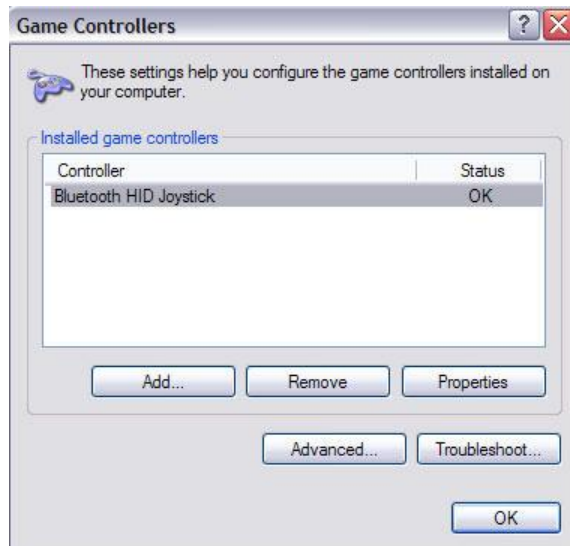 Game Controllers
These settings help you configure the game controllers installed on
your computer.
Installed game controllers
Controller Status
Bluetooth HID Joystick OK
Add... Remove Properties
Advanced... Troubleshoot...
OK